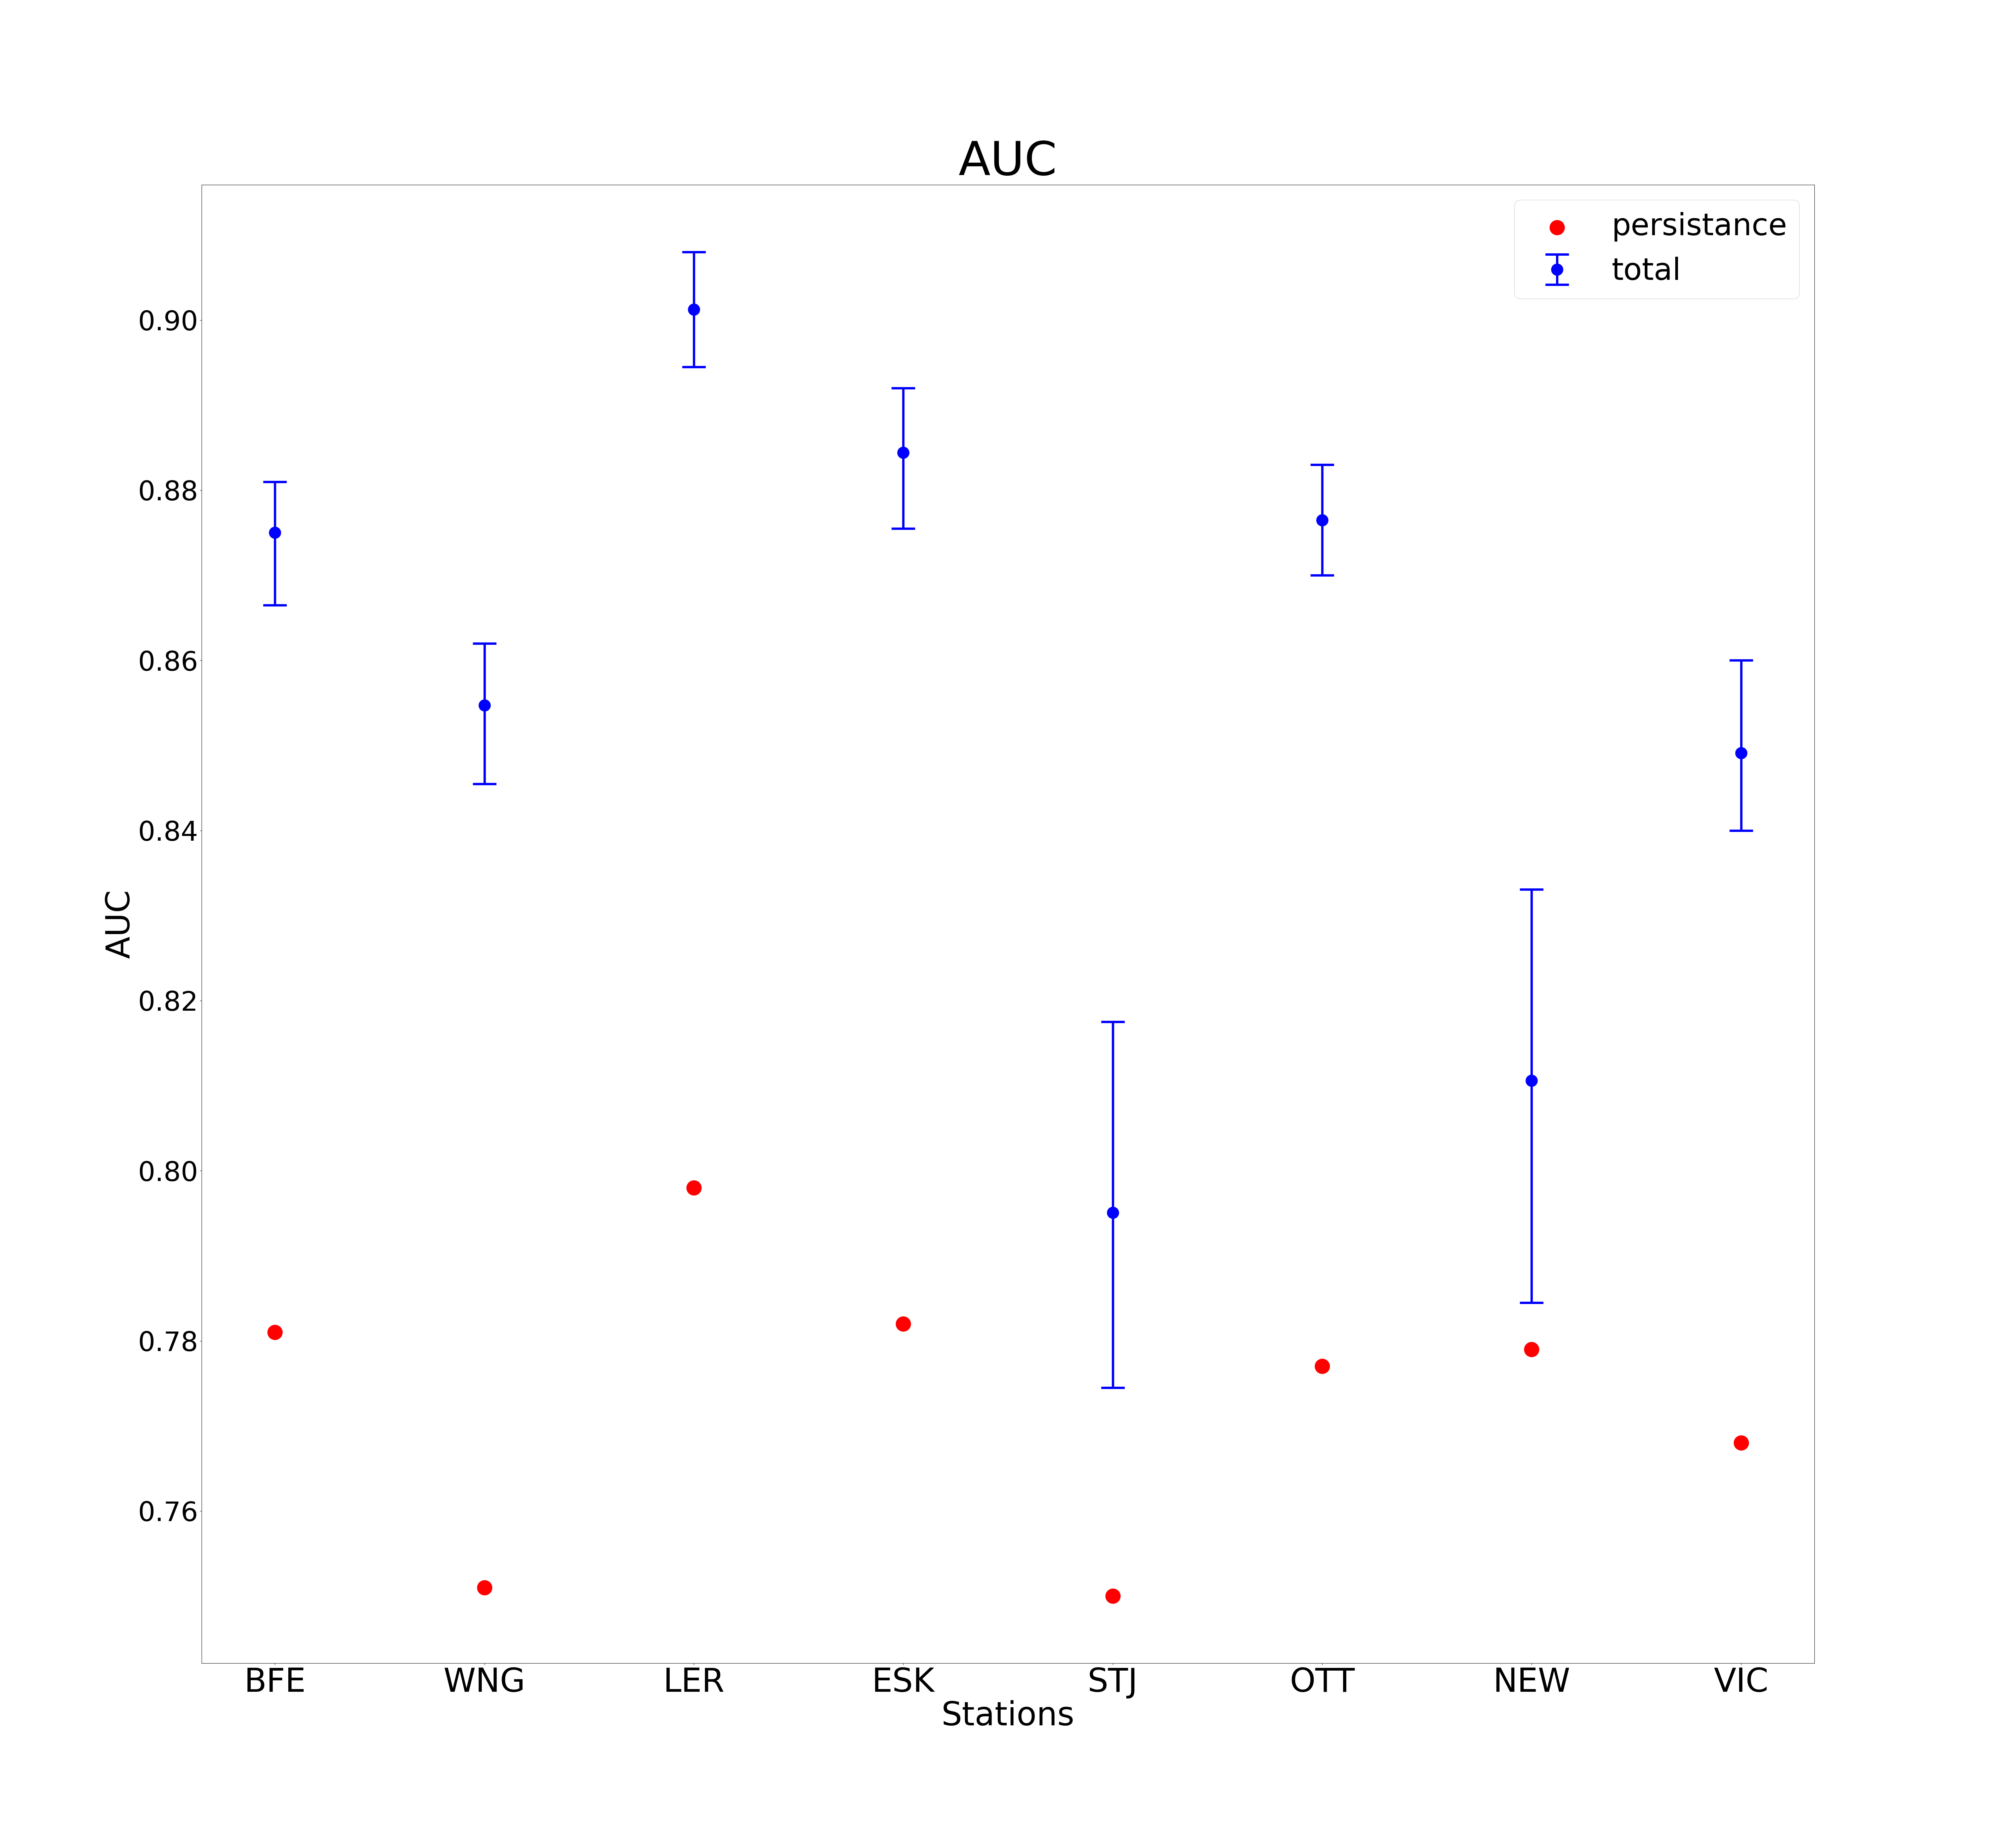 AUC
persistance
total
0.90
0.88
0.86
0.84
0.82
0.80
0.78
0.76
AUC
BFE WNG LER ESK STJ OTT NEW VIC
Stations